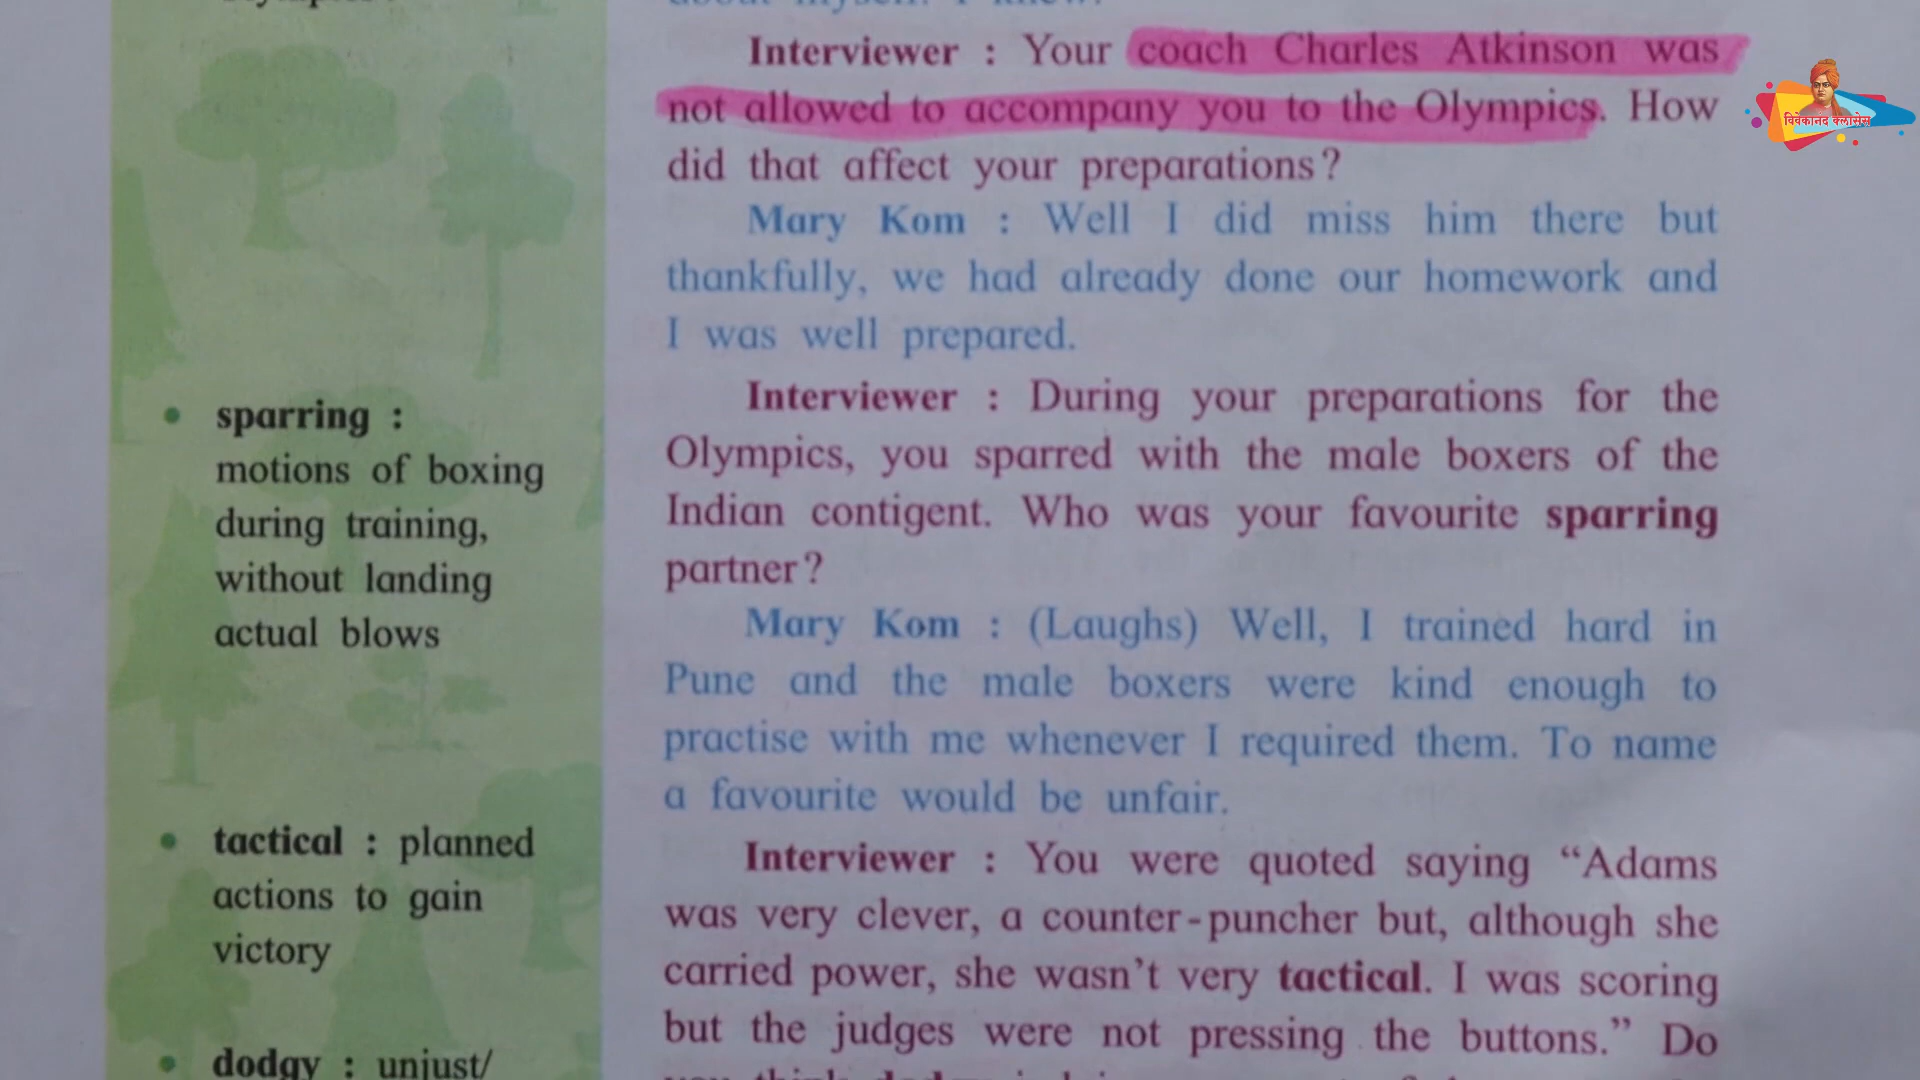 Interviewer : Your coach Charles Atkinson was
not allowed to accompany you to the Olympics. How
did that affect your preparations?
Mary Kom : Well I did miss him there but
thankfully, we had already done our homework and
I was well prepared.
Interviewer : During your preparations for the
Olympics, you sparred with the male boxers of the
Indian contigent. Who was your favourite sparring
partner?
Mary Kom : (Laughs) Well, I trained hard in
Pune and the male boxers were kind enough to
practise with me whenever I required them. To name
a favourite would be unfair.
Interviewer : You were quoted saying “Adams
was very clever, a counter-puncher but, although she
carried power, she wasn’t very tactical. I was scoring
but the judges were not pressing the buttons.” Do
• sparring :
motions of boxing
during training,
without landing
actual blows
• tactical : planned
actions to gain
victory
• dodgy : unjust/
विवेकानंद क्लासेस